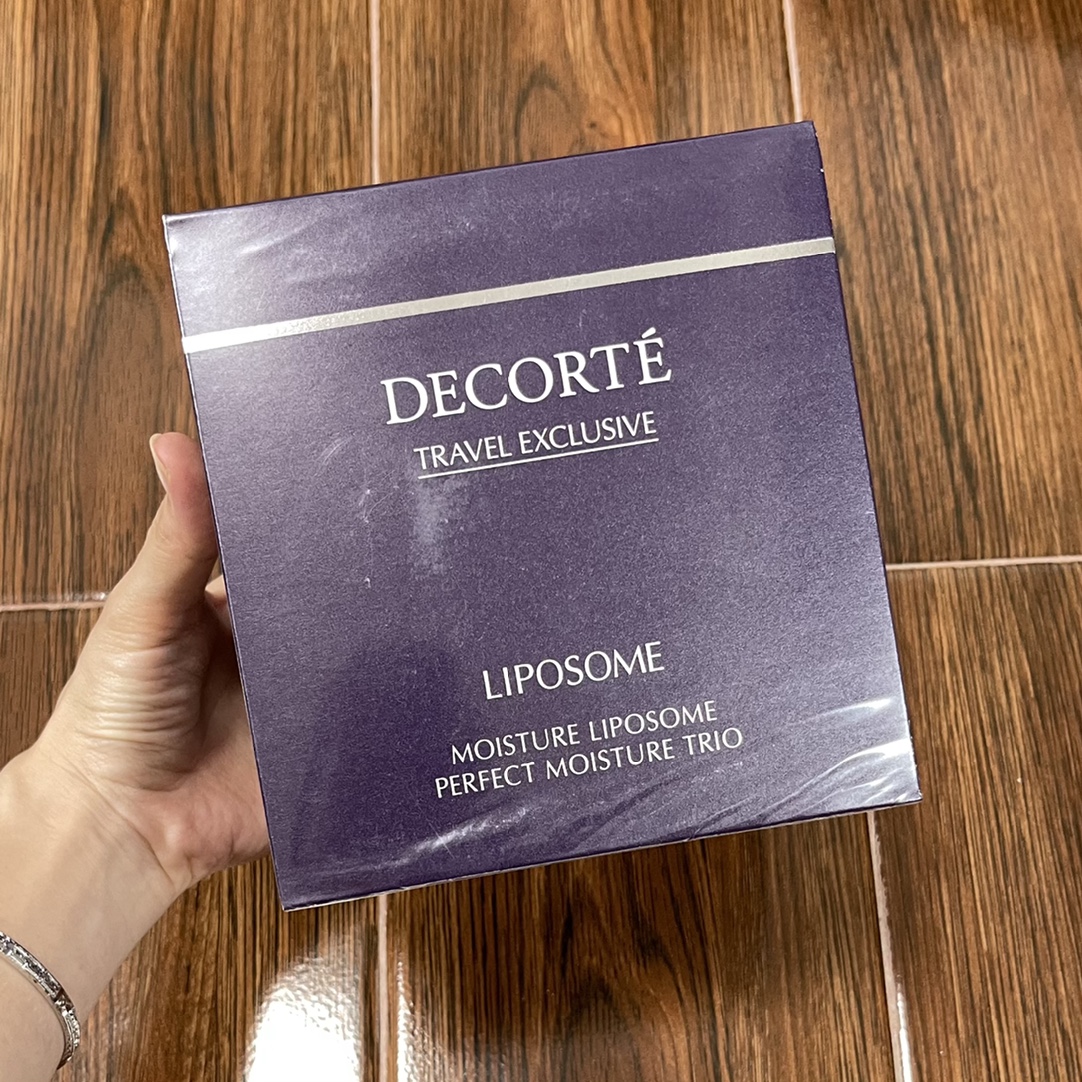 DECORTÉ
TRAVEL EXCLUSIVE
LIPOSOME
MOISTURE LIPOSOME
PERFECT MOISTURE TRIO